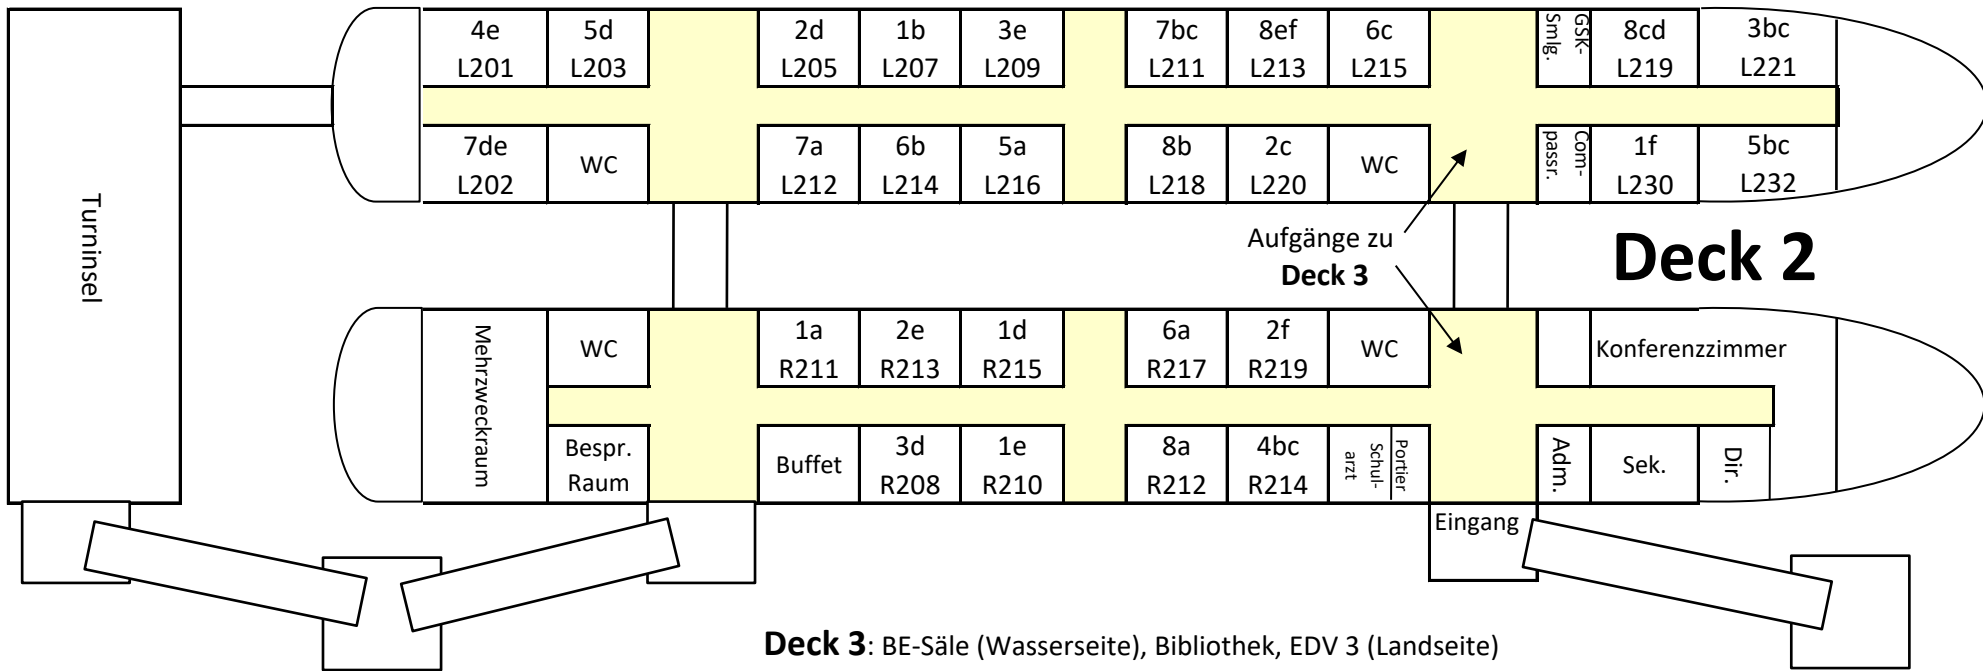 4e
L201
5d
L203
2d
L205
1b
L207
3e
L209
7bc
L211
8ef
L213
6c
L215
GSK-
Smlg.
8cd
L219
3bc
L221
7de
L202
WC
7a
L212
6b
L214
5a
L216
8b
L218
2c
L220
WC
Com-
passr.
1f
L230
5bc
L232
Turninsel
Aufgänge zu
Deck 3
Deck 2
Mehrzweckraum
WC
1a
R211
2e
R213
1d
R215
6a
R217
2f
R219
WC
Konferenzzimmer
Bespr.
Raum
Buffet
3d
R208
1e
R210
8a
R212
4bc
R214
Portier
Schul-
arzt
Adm.
Sek.
Dir.
Eingang
Deck 3: BE-Säle (Wasserseite), Bibliothek, EDV 3 (Landseite)